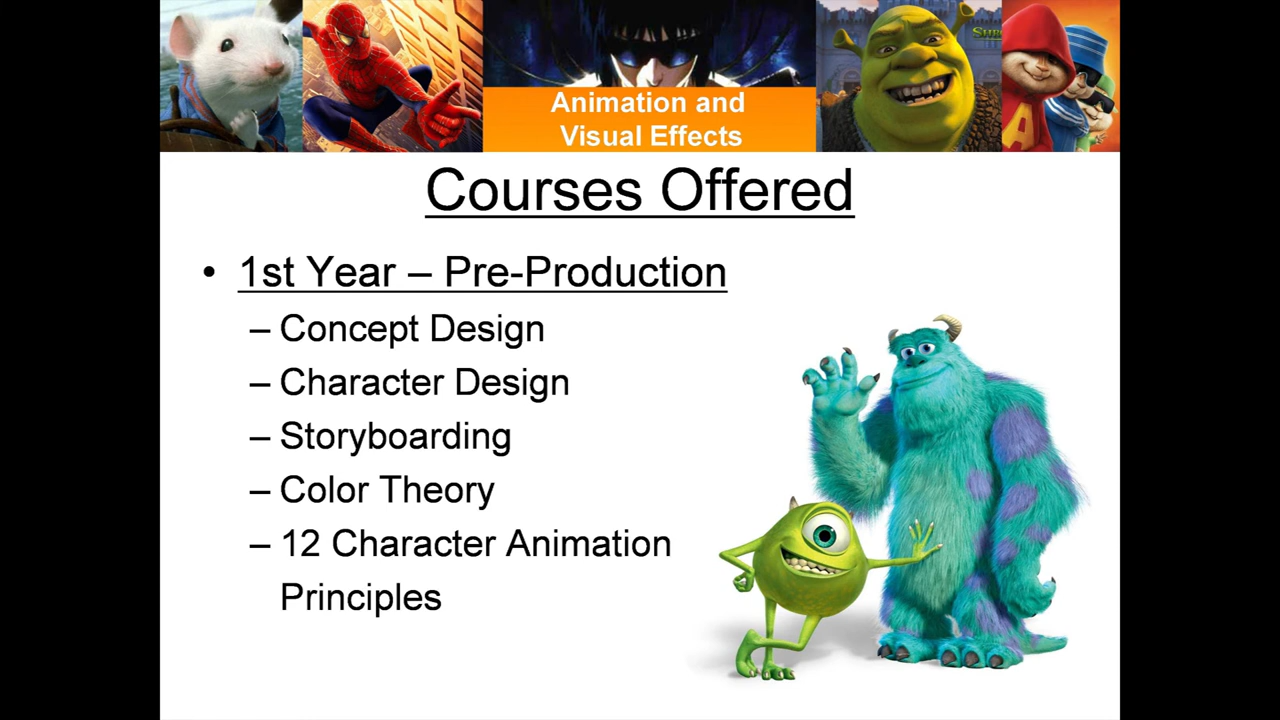 Animation and
Visual Effects
Courses Offered
• 1st Year – Pre-Production
– Concept Design
– Character Design
– Storyboarding
– Color Theory
– 12 Character Animation
Principles
A